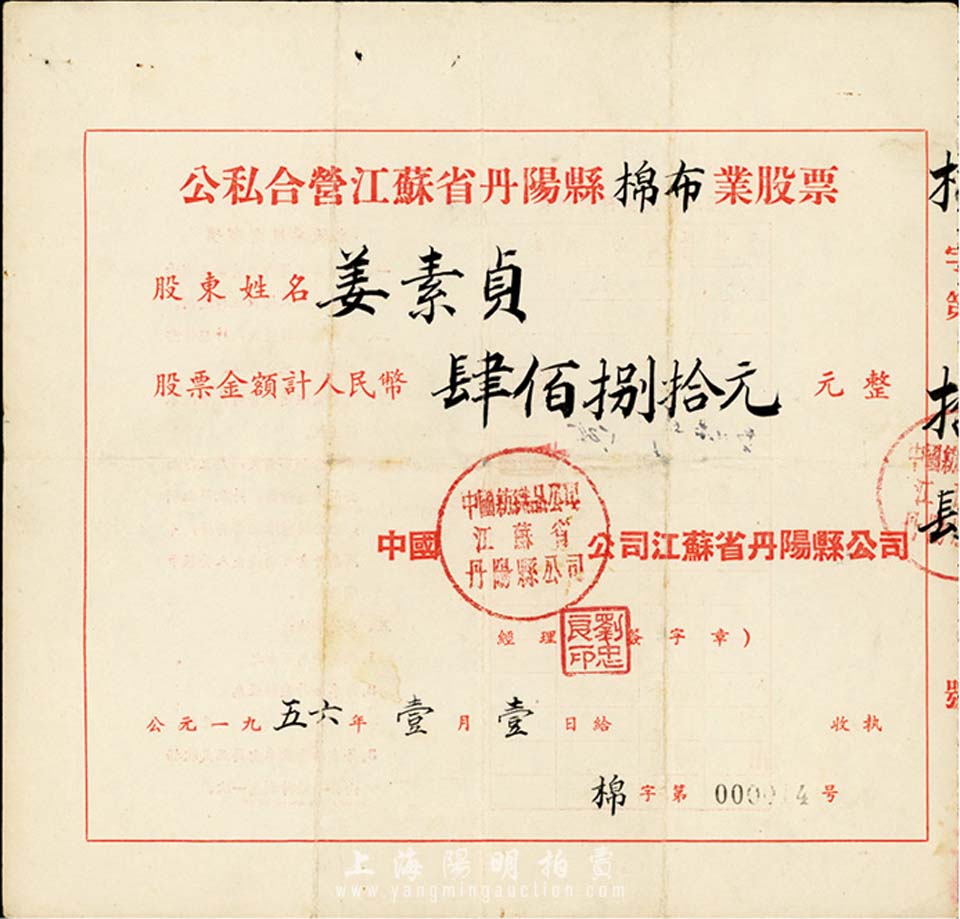 公私合營江蘇省丹陽縣棉布業股票
股東姓名姜素貞
股票金額計人民幣肆佰捌拾元元整
中國紡織品公司
江蘇省
丹陽縣公司
中國公司江蘇省丹陽縣公司
經理簽字章)
劉忠良印
公元一九五六年壹月壹日給收执
棉字第號
棉字第
上海陽明拍賣
www.yangmingauction.com